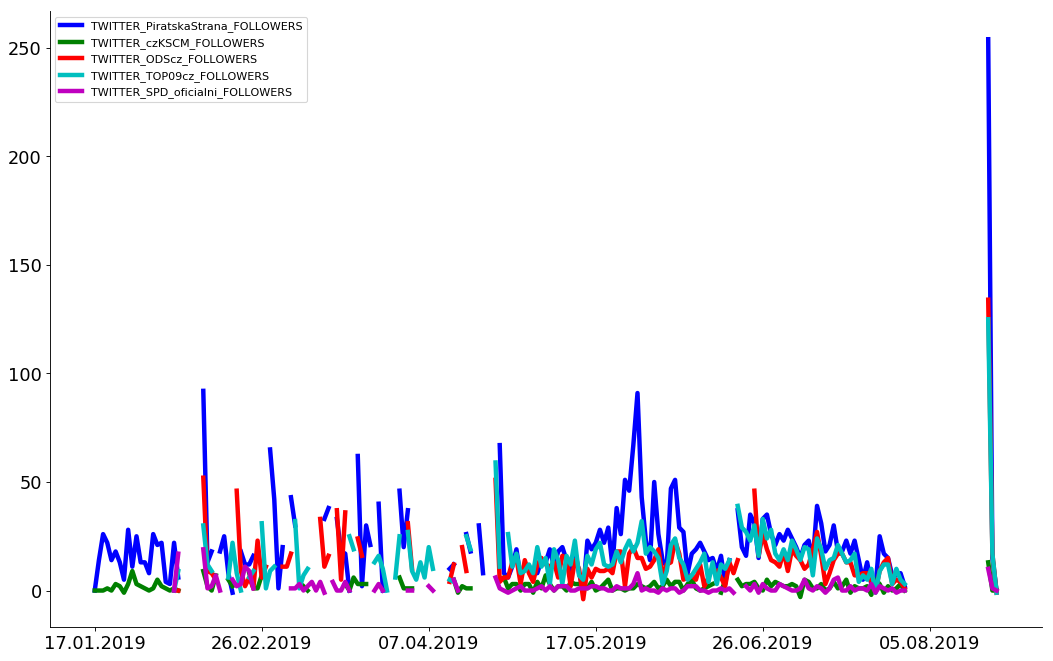 TWITTER_PiratskaStrana_FOLLOWERS
TWITTER_czKSCM_FOLLOWERS
TWITTER_ODScz_FOLLOWERS
TWITTER_TOP09cz_FOLLOWERS
TWITTER_SPD_oficialni_FOLLOWERS
250
200
150
100
50
0
17.01.2019 26.02.2019 07.04.2019 17.05.2019 26.06.2019 05.08.2019